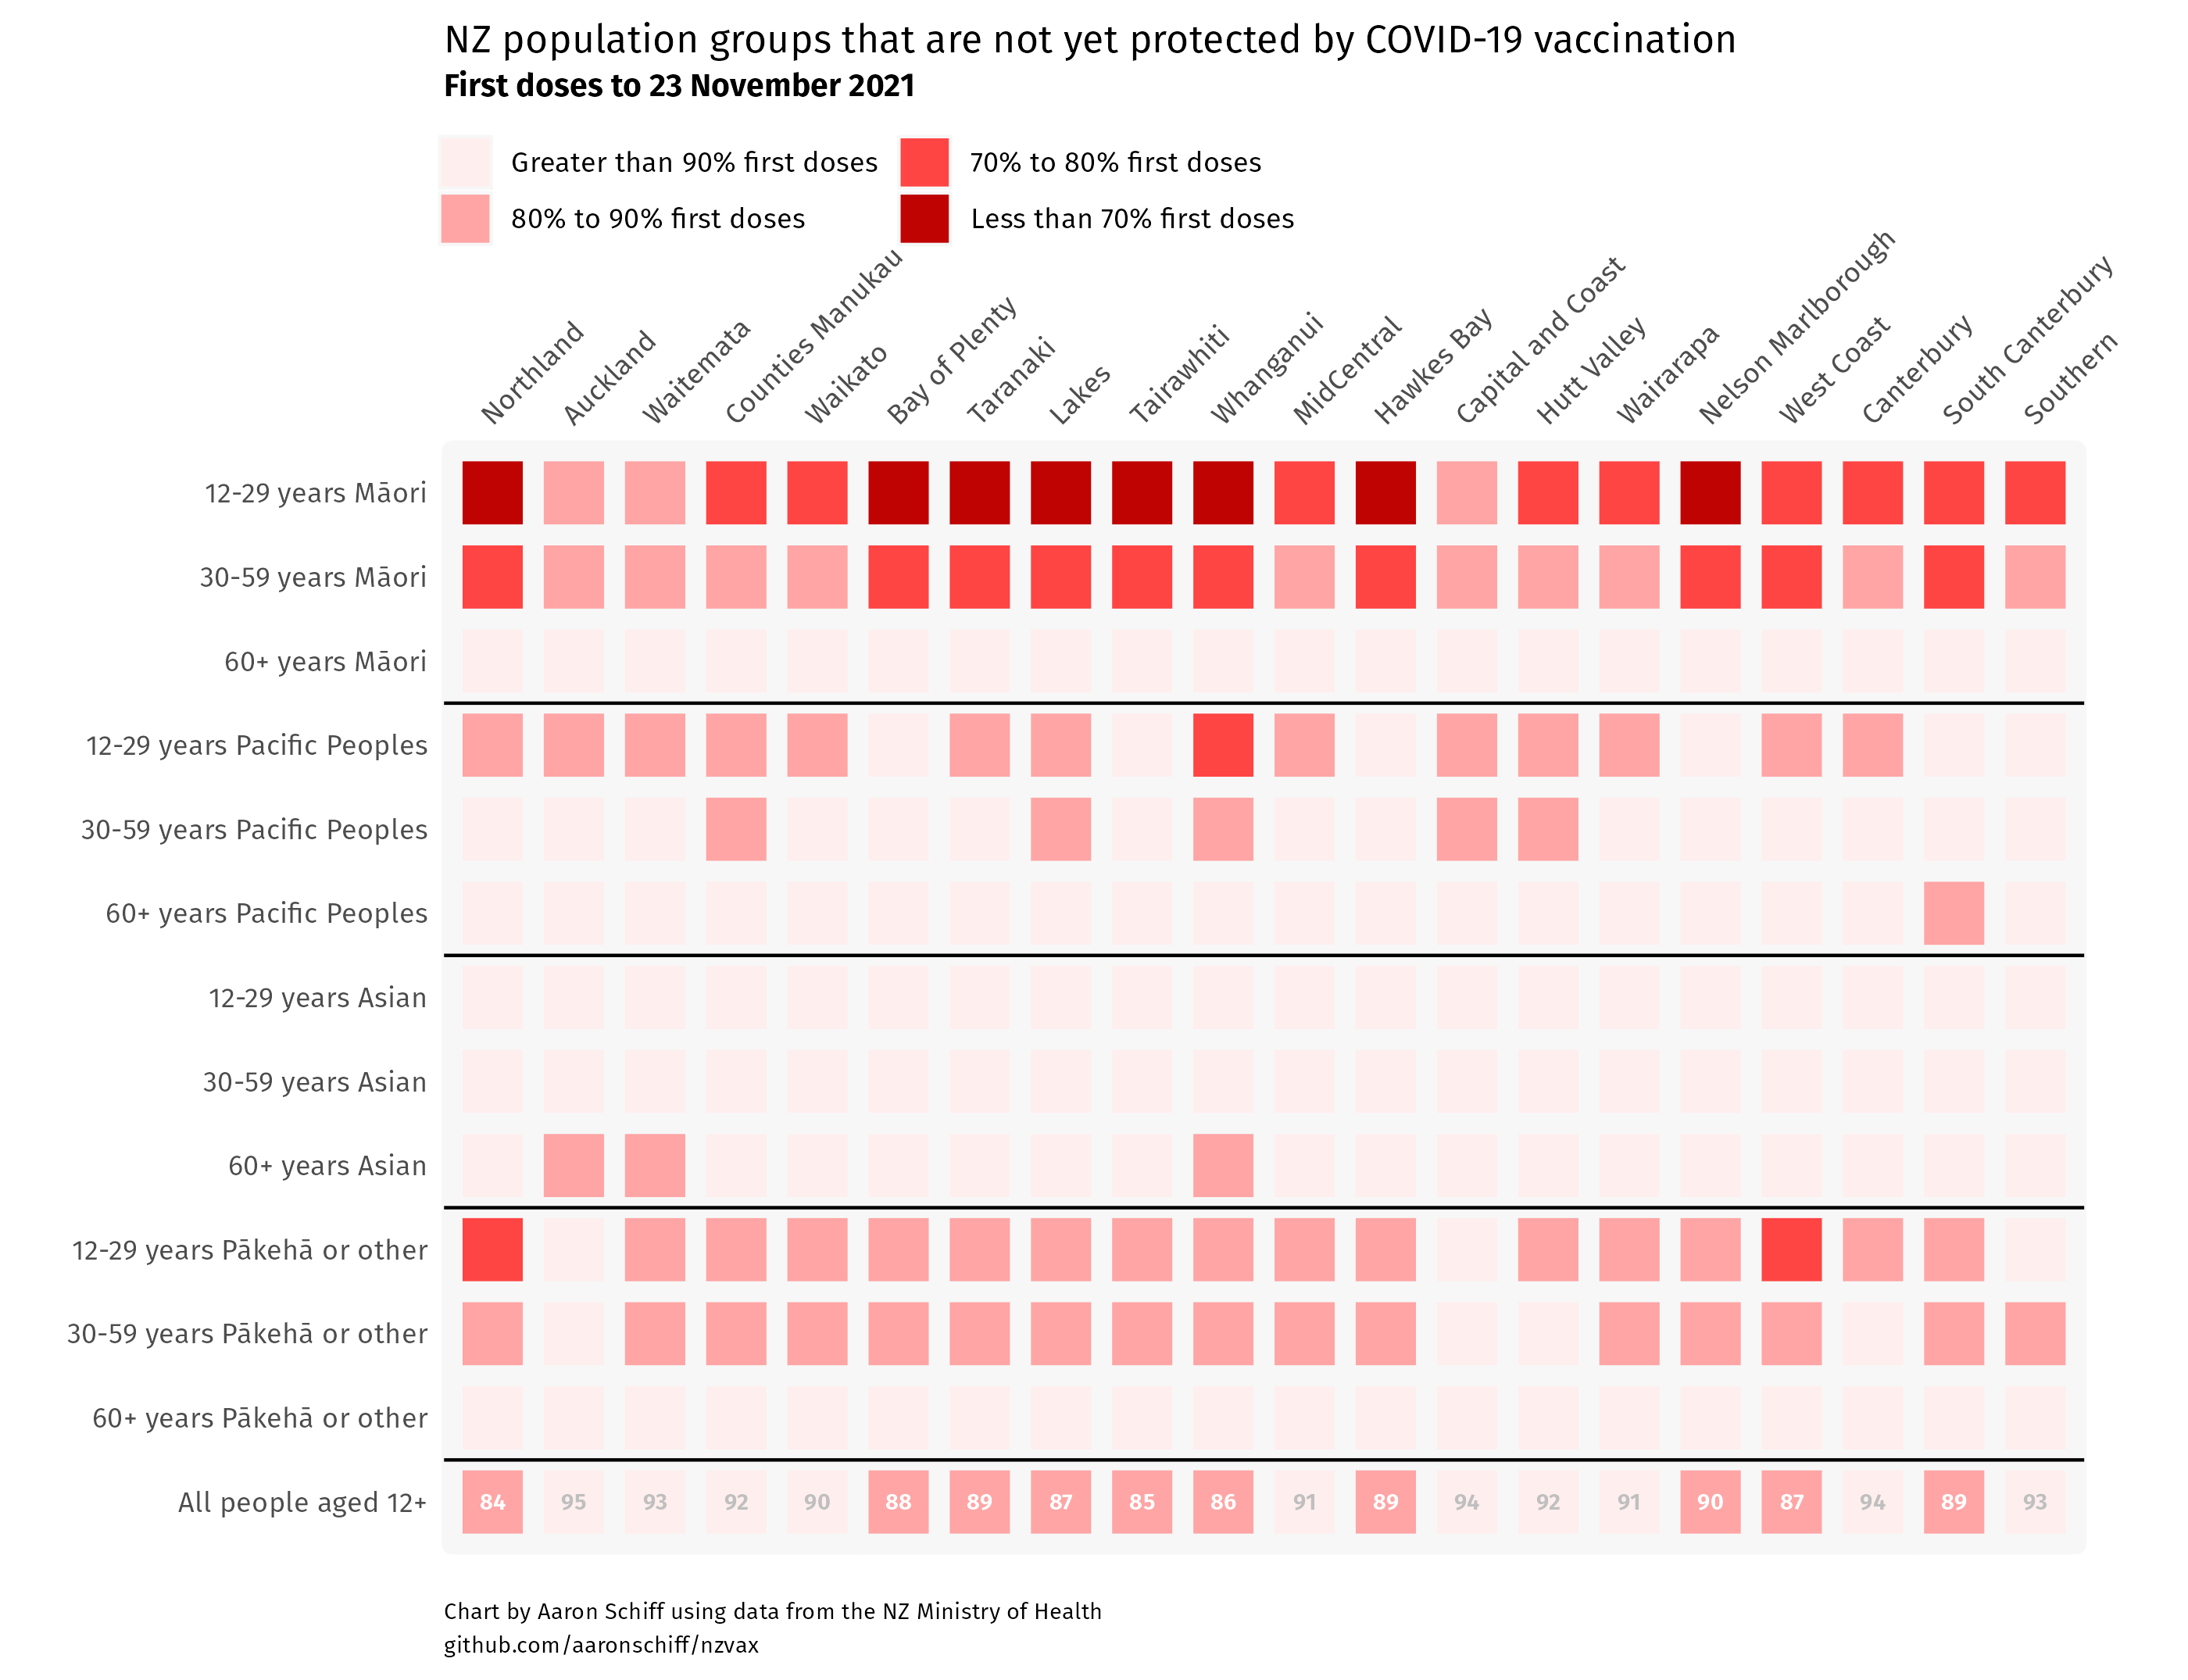 NZ population groups that are not yet protected by COVID-19 vaccination
First doses to 23 November 2021
Greater than 90% first doses
70% to 80% first doses
80% to 90% first doses
Less than 70% first doses
Northland
Auckland
Waitemata
Counties Manukau
Waikato
Bay of Plenty
Taranaki
Lakes
Tairawhiti
Whanganui
MidCentral
Hawkes Bay
Capital and Coast
Hutt Valley
Wairarapa
Nelson Marlborough
West Coast
Canterbury
South Canterbury
Southern
12-29 years Māori
30-59 years Māori
60+ years Māori
12-29 years Pacific Peoples
30-59 years Pacific Peoples
60+ years Pacific Peoples
12-29 years Asian
30-59 years Asian
60+ years Asian
12-29 years Pākehā or other
30-59 years Pākehā or other
60+ years Pākehā or other
All people aged 12+ 84 95 93 92 90 88 89 87 85 86 91 89 94 92 91 90 87 94 89 93
Chart by Aaron Schiff using data from the NZ Ministry of Health
github.com/aaronschiff/nzvax